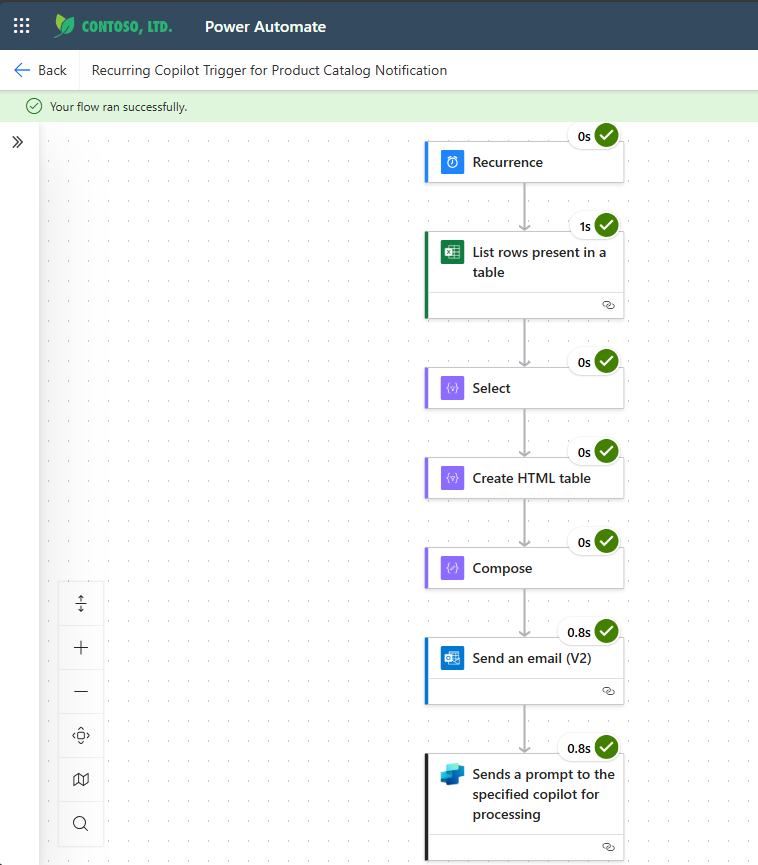 CONTOSO, LTD. Power Automate
Back Recurring Copilot Trigger for Product Catalog Notification
Your flow ran successfully.
0s
Recurrence
1s
List rows present in a
table
0s
Select
0s
Create HTML table
0s
Compose
0.8s
Send an email (V2)
0.8s
Sends a prompt to the
specified copilot for
processing